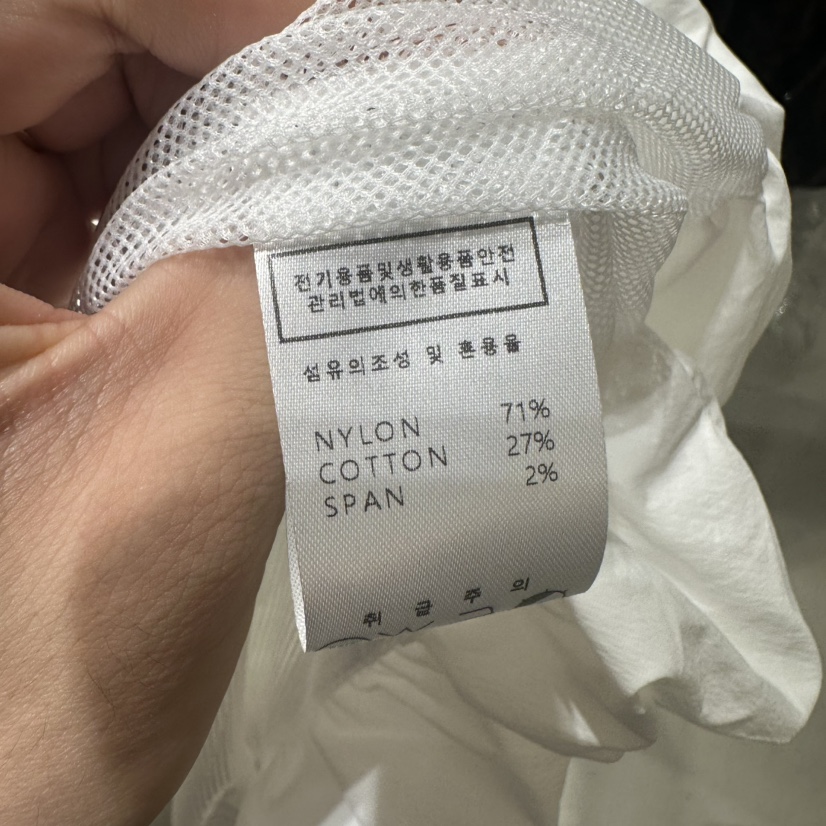 전기용품및생활용품안전
관리법에의한품질표시
섬유의조성 및 혼용율
NYLON 71%
COTTON 27%
SPAN 2%
취 급 주 의